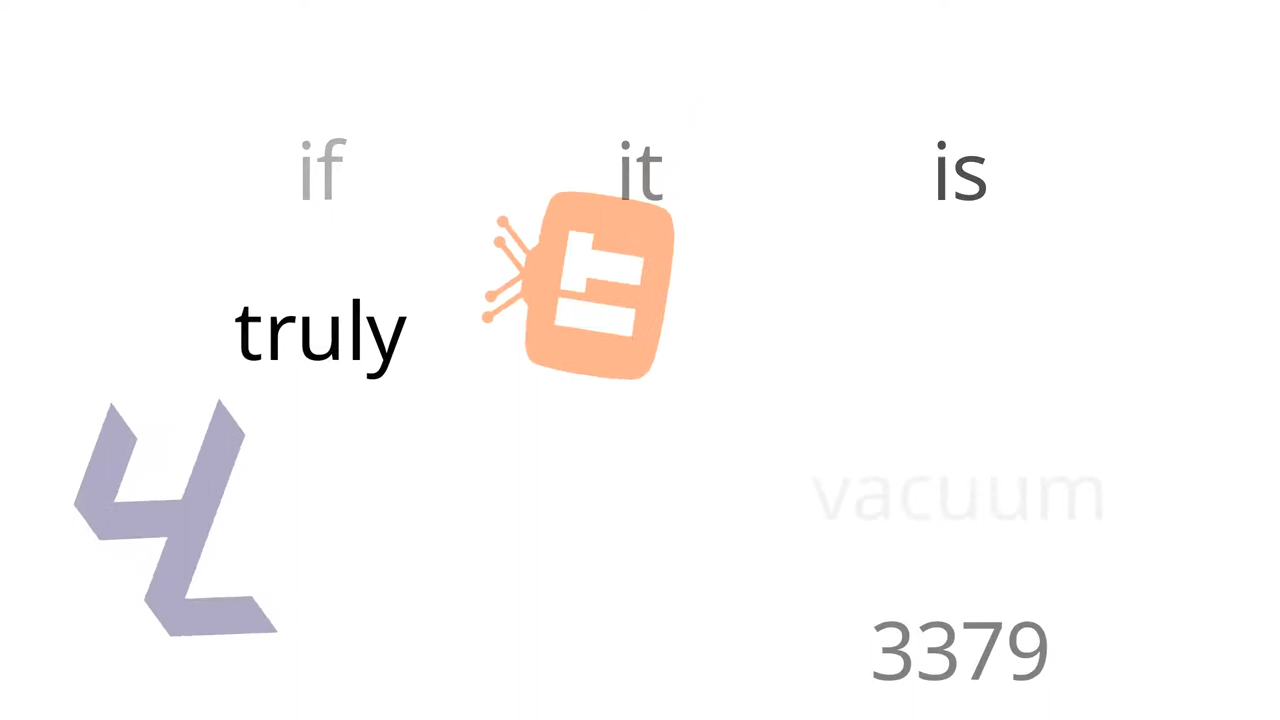 if it is
truly
vacuum
3379